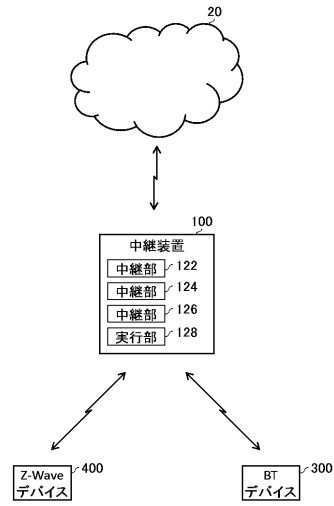 20
100
中継装置
中継部 122
中継部 124
中継部 126
実行部 128
Z-Wave
デバイス
400
BT
デバイス
300